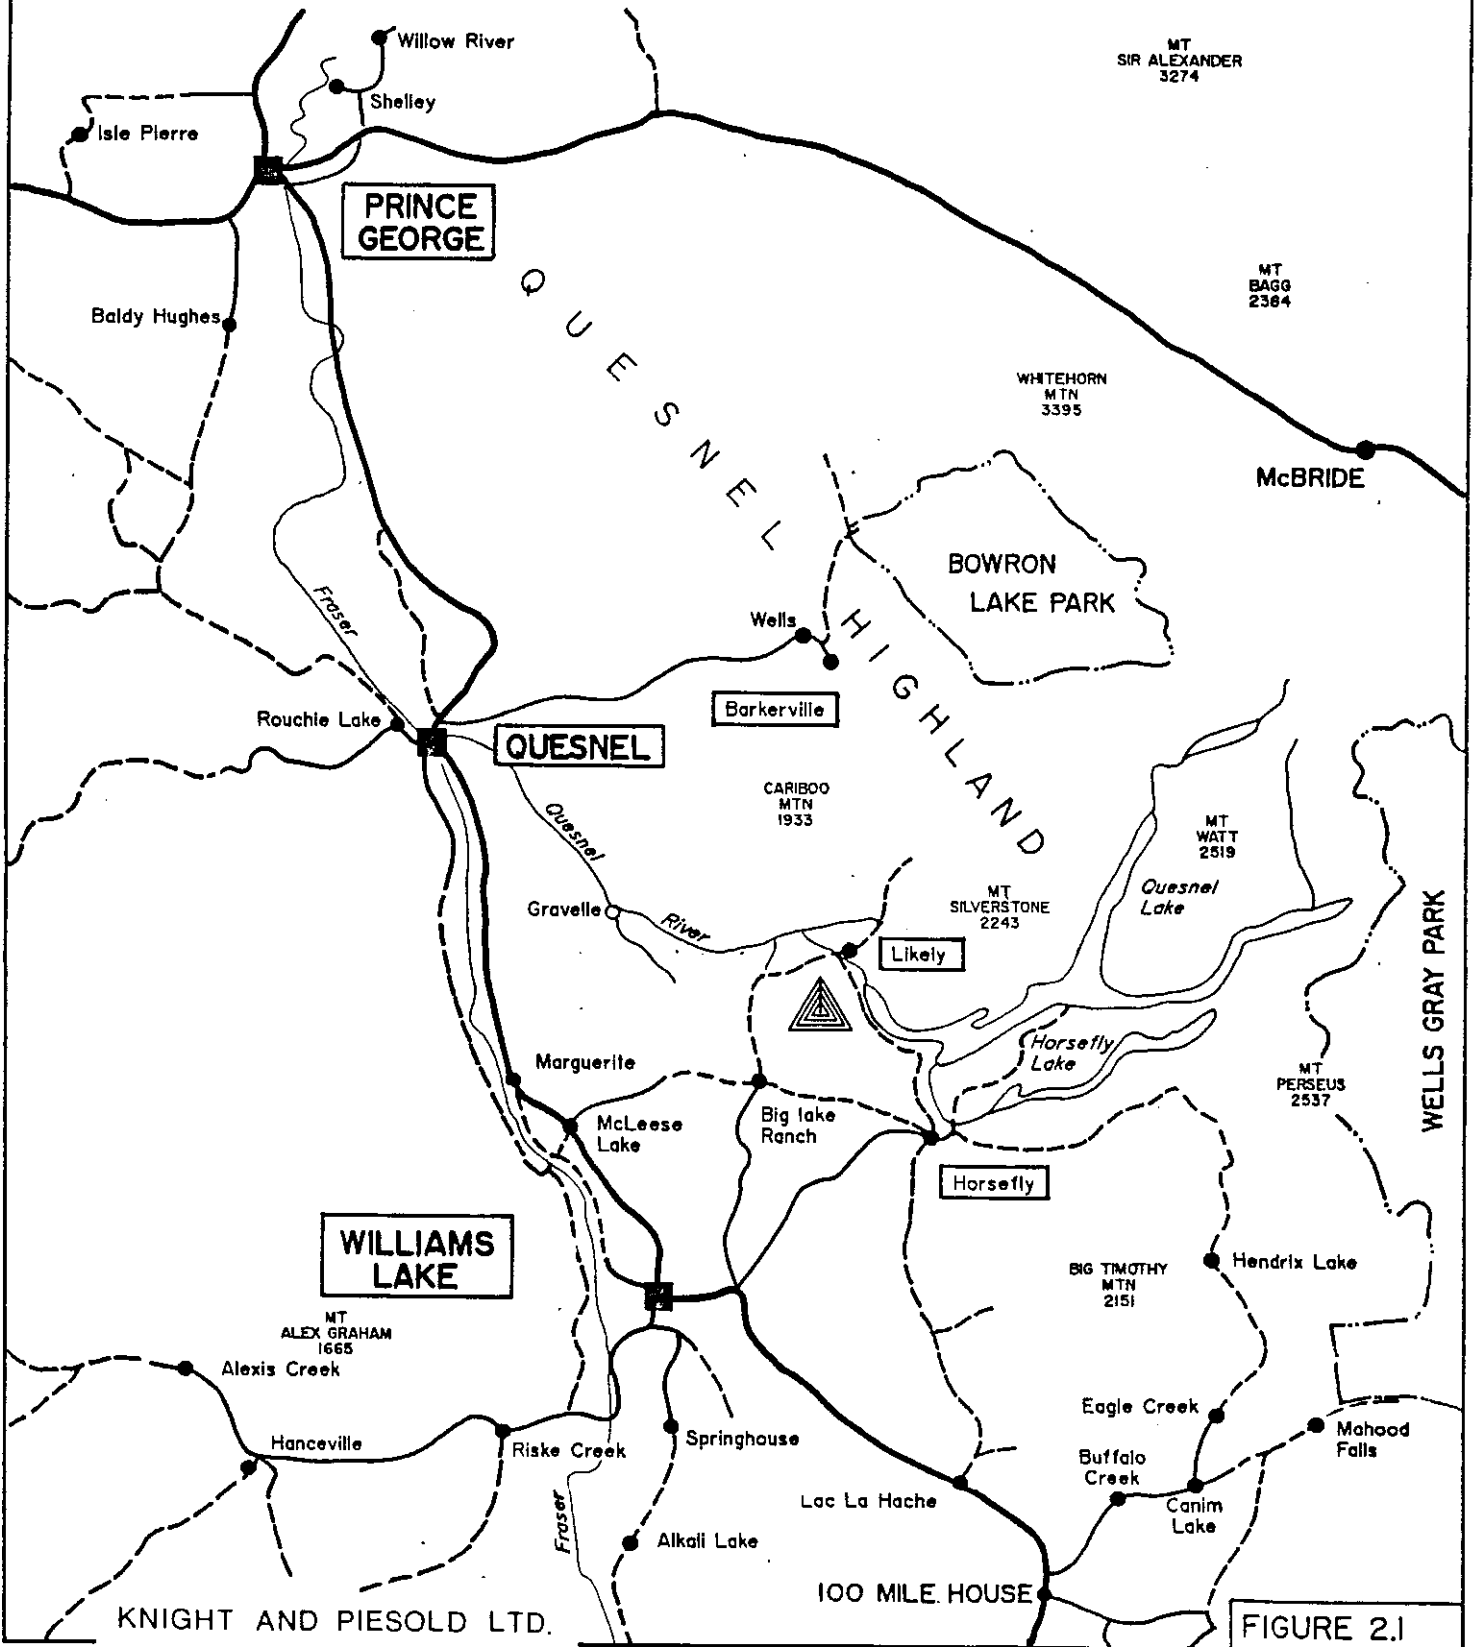 Willow River
MT
SIR ALEXANDER
3274
Shelley
Isle Pierre
PRINCE
GEORGE
QUESNEL
HIGHLAND
MT
BAGG
2384
Baldy Hughes
WHITEHORN
MTN
3395
McBRIDE
BOWRON
LAKE PARK
Fraser
Wells
Barkerville
Rouchie Lake
QUESNEL
CARIBOO
MTN
1933
MT
WATT
2519
Quesnel
River
Quesnel
Lake
MT
SILVERSTONE
2243
Gravelle
Likely
WELLS GRAY PARK
Horsefly
Lake
Marguerite
MT
PERSEUS
2537
McLeese
Lake
Big lake
Ranch
Horsefly
WILLIAMS
LAKE
Hendrix Lake
BIG TIMOTHY
MTN
2151
MT
ALEX GRAHAM
1665
Alexis Creek
Eagle Creek
Mahood
Falls
Hanceville
Riske Creek
Springhouse
Buffalo
Creek
Canim
Lake
Lac La Hache
Fraser
Alkali Lake
100 MILE HOUSE
KNIGHT AND PIESOLD LTD.
FIGURE 2.1